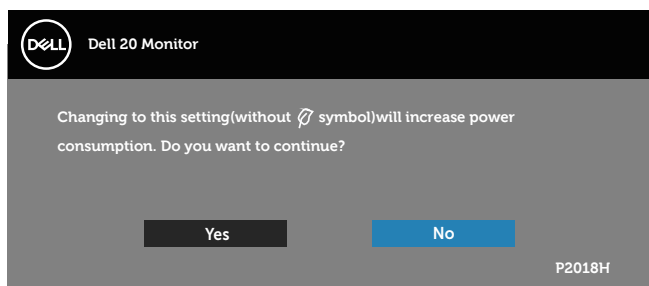 DELL
Dell 20 Monitor
Changing to this setting(without symbol)will increase power
consumption. Do you want to continue?
Yes
No
P2018H